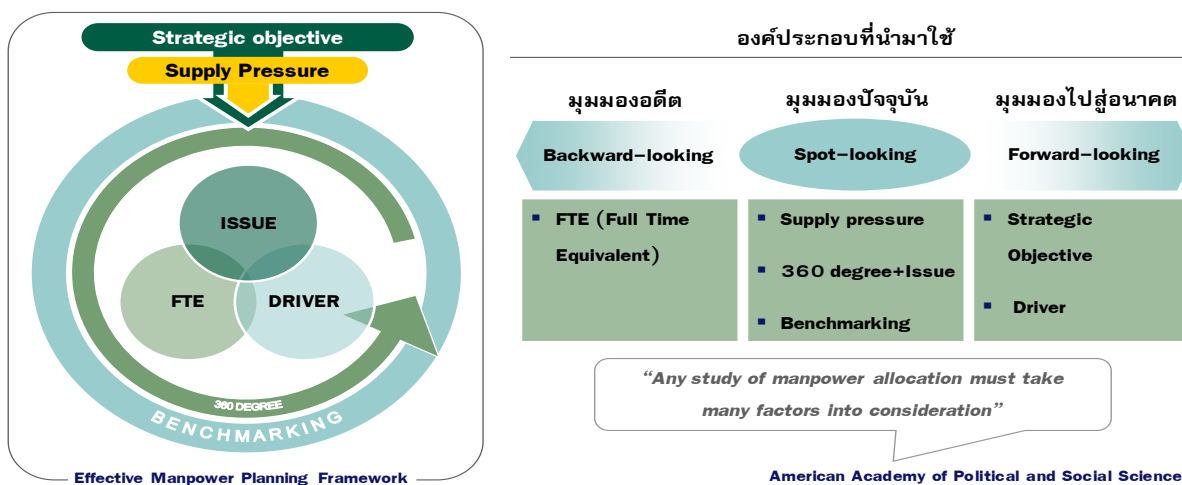 Strategic objective
Supply Pressure
ISSUE
FTE
DRIVER
360 DEGREE
BENCHMARKING
Effective Manpower Planning Framework
องค์ประกอบที่นำมาใช้
มุมมองอดีต
มุมมองปัจจุบัน
มุมมองไปสู่อนาคต
Backward-looking
Spot-looking
Forward-looking
▪ FTE (Full Time
Equivalent)
▪ Supply pressure
▪ 360 degree+Issue
▪ Benchmarking
▪ Strategic
Objective
▪ Driver
“Any study of manpower allocation must take
many factors into consideration”
American Academy of Political and Social Science